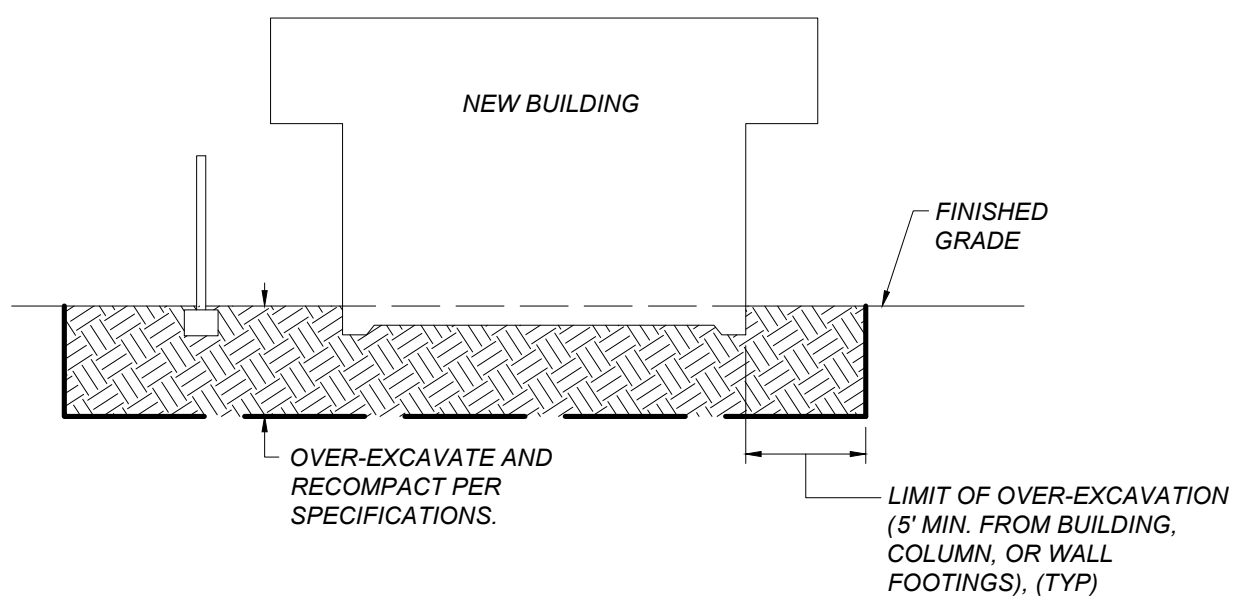 NEW BUILDING
FINISHED
GRADE
OVER-EXCAVATE AND
RECOMPACT PER
SPECIFICATIONS.
LIMIT OF OVER-EXCAVATION
(5' MIN. FROM BUILDING,
COLUMN, OR WALL
FOOTINGS), (TYP)